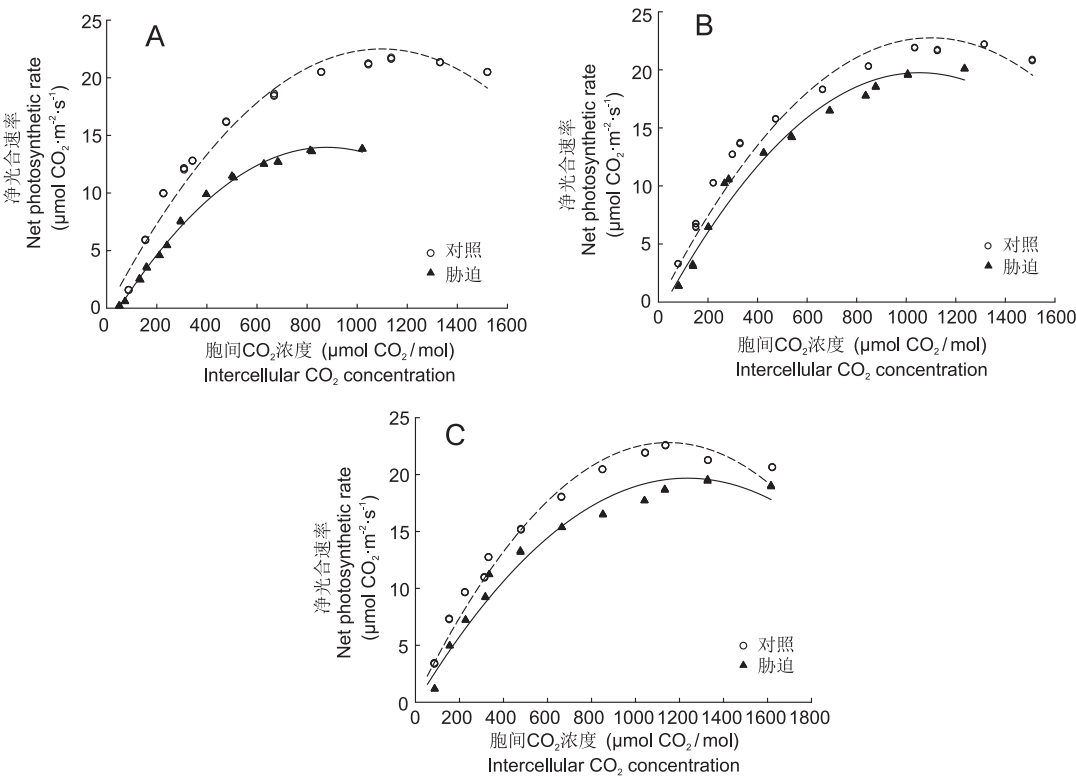 A
净光合速率
Net photosynthetic rate
(μmol CO₂·m⁻²·s⁻¹)
25
20
15
10
5
0
对照
胁迫
0 200 400 600 800 1000 1200 1400 1600
胞间CO₂浓度 (μmol CO₂/mol)
Intercellular CO₂ concentration
B
净光合速率
Net photosynthetic rate
(μmol CO₂·m⁻²·s⁻¹)
25
20
15
10
5
0
对照
胁迫
0 200 400 600 800 1000 1200 1400 1600
胞间CO₂浓度 (μmol CO₂/mol)
Intercellular CO₂ concentration
C
净光合速率
Net photosynthetic rate
(μmol CO₂·m⁻²·s⁻¹)
25
20
15
10
5
0
对照
胁迫
0 200 400 600 800 1000 1200 1400 1600 1800
胞间CO₂浓度 (μmol CO₂/mol)
Intercellular CO₂ concentration